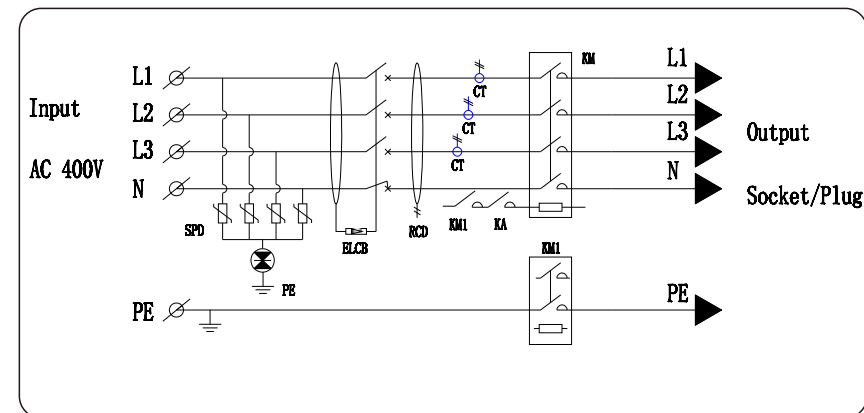 Input
AC 400V
L1
L2
L3
N
PE
SPD
PE
ELCB
RCD
CT
CT
CT
KM1
KA
KM
KM1
L1
L2
L3
N
PE
Output
Socket/Plug